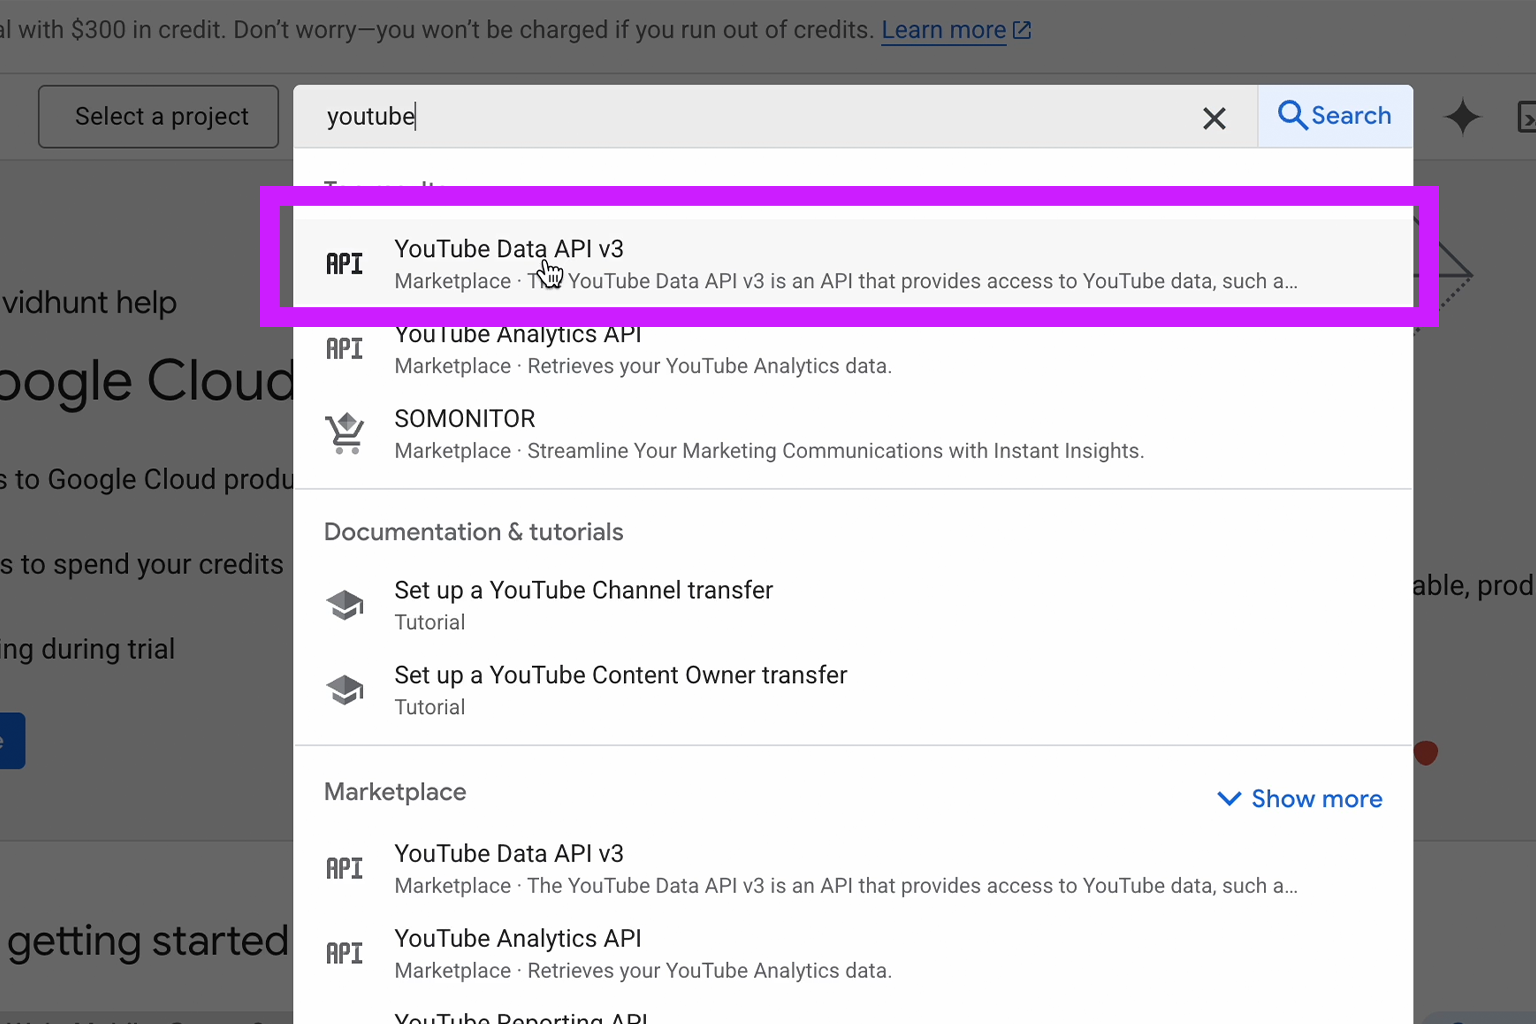 al with $300 in credit. Don't worry—you won't be charged if you run out of credits. Learn more
Select a project
youtube
Search
Top results
API
YouTube Data API v3
Marketplace · The YouTube Data API v3 is an API that provides access to YouTube data, such a...
API
YouTube Analytics API
Marketplace · Retrieves your YouTube Analytics data.
SOMONITOR
Marketplace · Streamline Your Marketing Communications with Instant Insights.
Documentation & tutorials
Set up a YouTube Channel transfer
Tutorial
Set up a YouTube Content Owner transfer
Tutorial
Marketplace
Show more
API
YouTube Data API v3
Marketplace · The YouTube Data API v3 is an API that provides access to YouTube data, such a...
API
YouTube Analytics API
Marketplace · Retrieves your YouTube Analytics data.
YouTube Reporting API
vidhunt help
oogle Cloud
s to Google Cloud produ
s to spend your credits
ing during trial
e
getting started
able, prod